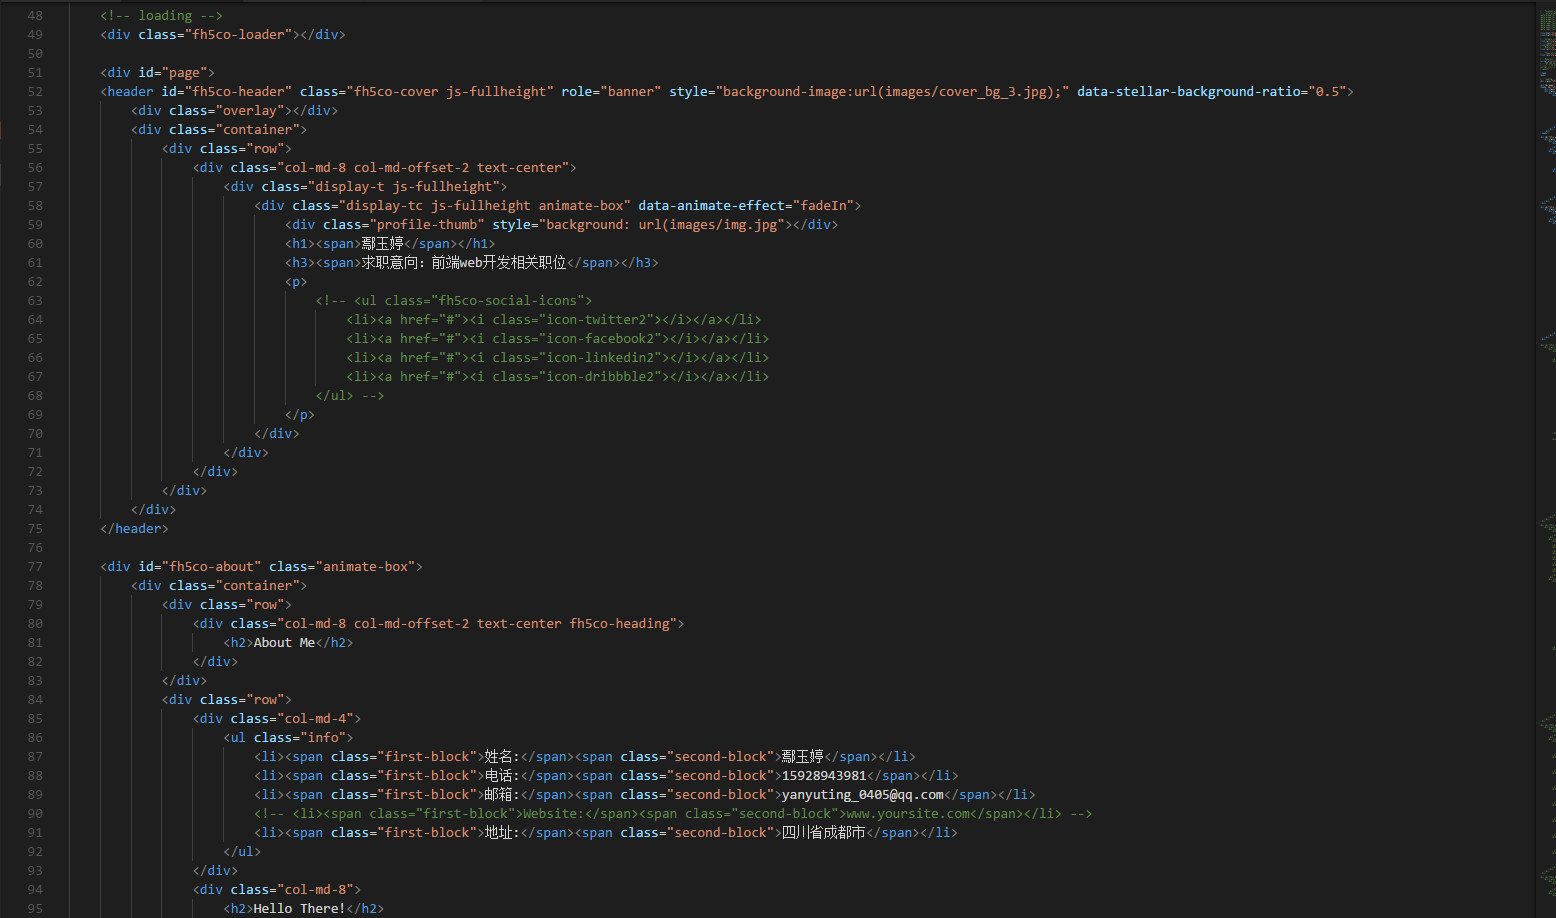 48 <!-- loading -->
49 <div class="fh5co-loader"></div>
50
51 <div id="page">
52 <header id="fh5co-header" class="fh5co-cover js-fullheight" role="banner" style="background-image:url(images/cover_bg_3.jpg);" data-stellar-background-ratio="0.5">
53 <div class="overlay"></div>
54 <div class="container">
55 <div class="row">
56 <div class="col-md-8 col-md-offset-2 text-center">
57 <div class="display-t js-fullheight">
58 <div class="display-tc js-fullheight animate-box" data-animate-effect="fadeIn">
59 <div class="profile-thumb" style="background: url(images/img.jpg"></div>
60 <h1><span>鄢玉婷</span></h1>
61 <h3><span>求职意向：前端web开发相关职位</span></h3>
62 <p>
63 <!-- <ul class="fh5co-social-icons">
64 <li><a href="#"><i class="icon-twitter2"></i></a></li>
65 <li><a href="#"><i class="icon-facebook2"></i></a></li>
66 <li><a href="#"><i class="icon-linkedin2"></i></a></li>
67 <li><a href="#"><i class="icon-dribbble2"></i></a></li>
68 </ul> -->
69 </p>
70 </div>
71 </div>
72 </div>
73 </div>
74 </div>
75 </header>
76
77 <div id="fh5co-about" class="animate-box">
78 <div class="container">
79 <div class="row">
80 <div class="col-md-8 col-md-offset-2 text-center fh5co-heading">
81 <h2>About Me</h2>
82 </div>
83 </div>
84 <div class="row">
85 <div class="col-md-4">
86 <ul class="info">
87 <li><span class="first-block">姓名:</span><span class="second-block">鄢玉婷</span></li>
88 <li><span class="first-block">电话:</span><span class="second-block">15928943981</span></li>
89 <li><span class="first-block">邮箱:</span><span class="second-block">yanyuting_0405@qq.com</span></li>
90 <!-- <li><span class="first-block">Website:</span><span class="second-block">www.yoursite.com</span></li> -->
91 <li><span class="first-block">地址:</span><span class="second-block">四川省成都市</span></li>
92 </ul>
93 </div>
94 <div class="col-md-8">
95 <h2>Hello There!</h2>